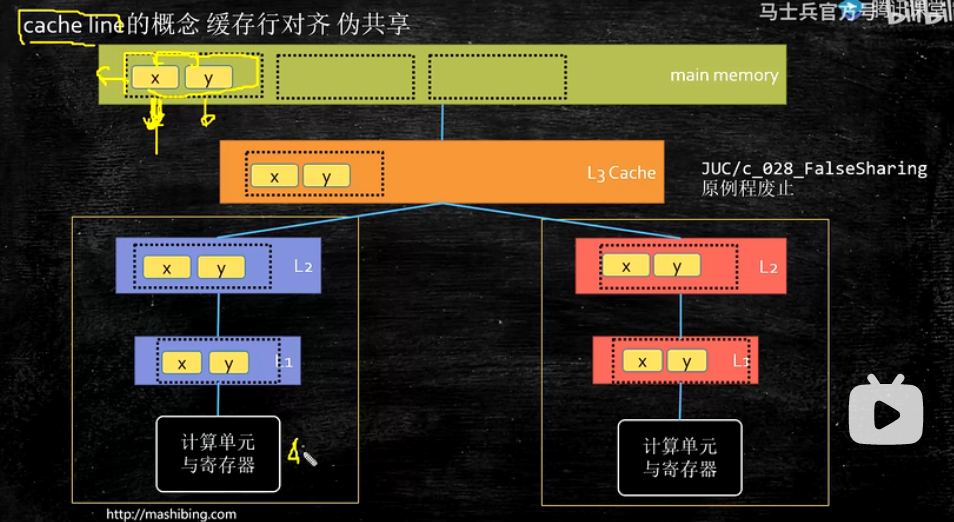 cache line的概念 缓存行对齐 伪共享
马士兵官方号
x y
main memory
x y
L3 Cache
JUC/c_028_FalseSharing
原例程废止
x y
L2
x y
L2
x y
L1
x y
L1
计算单元
与寄存器
计算单元
与寄存器
http://mashibing.com